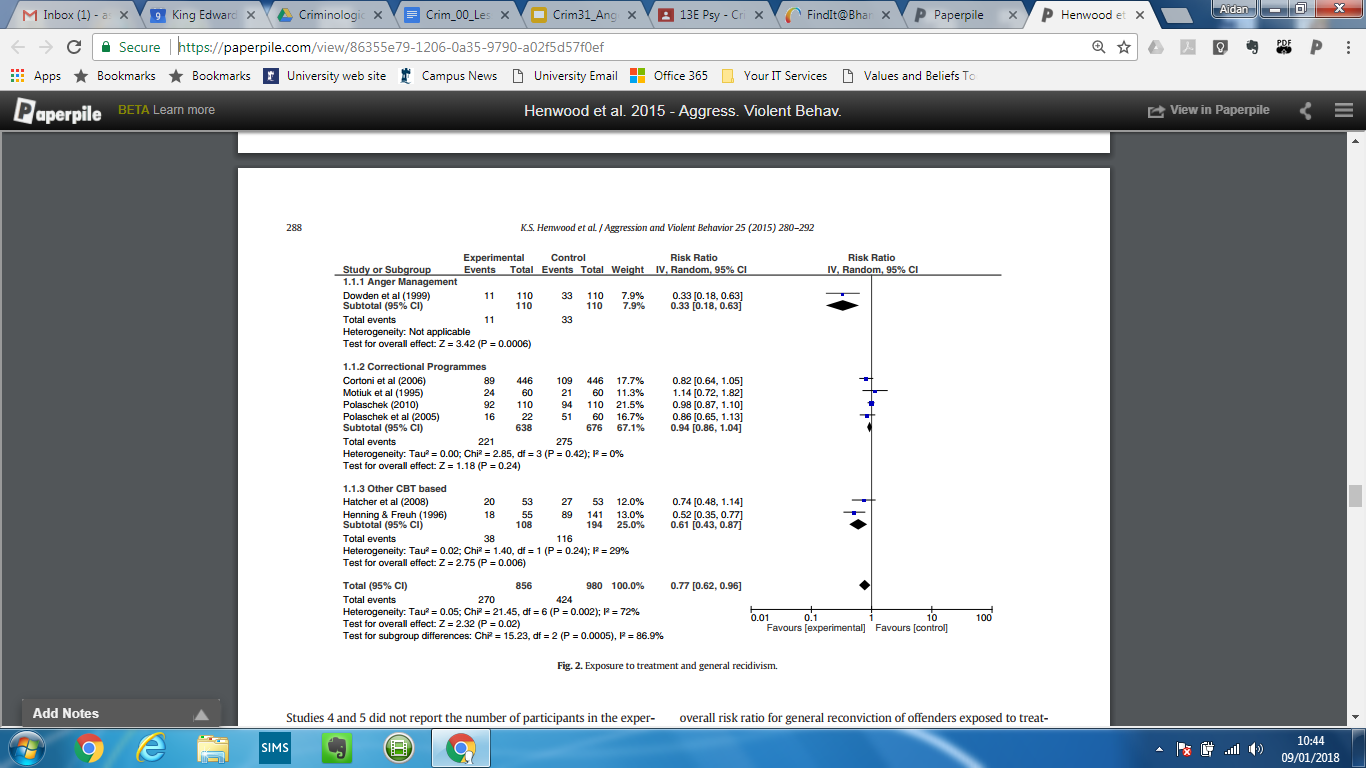 Inbox (1) - a
King Edward
Criminologic
Crim_00_Les
Crim31_Ang
13E Psy - Cri
FindIt@Bhar
Paperpile
Henwood et
Aidan
Secure https://paperpile.com/view/86355e79-1206-0a35-9790-a02f5d57f0ef
Apps Bookmarks Bookmarks University web site Campus News University Email Office 365 Your IT Services Values and Beliefs To
Paperpile BETA Learn more Henwood et al. 2015 - Aggress. Violent Behav. View in Paperpile
288 K.S. Henwood et al. / Aggression and Violent Behavior 25 (2015) 280–292
Experimental Control Risk Ratio Risk Ratio
Study or Subgroup Events Total Events Total Weight IV, Random, 95% CI IV, Random, 95% CI
1.1.1 Anger Management
Dowden et al (1999) 11 110 33 110 7.9% 0.33 [0.18, 0.63]
Subtotal (95% CI) 110 110 7.9% 0.33 [0.18, 0.63]
Total events 11 33
Heterogeneity: Not applicable
Test for overall effect: Z = 3.42 (P = 0.0006)
1.1.2 Correctional Programmes
Cortoni et al (2006) 89 446 109 446 17.7% 0.82 [0.64, 1.05]
Motiuk et al (1995) 24 60 21 60 11.3% 1.14 [0.72, 1.82]
Polaschek (2010) 92 110 94 110 21.5% 0.98 [0.87, 1.10]
Polaschek et al (2005) 16 22 51 60 16.7% 0.86 [0.65, 1.13]
Subtotal (95% CI) 638 676 67.1% 0.94 [0.86, 1.04]
Total events 221 275
Heterogeneity: Tau² = 0.00; Chi² = 2.85, df = 3 (P = 0.42); I² = 0%
Test for overall effect: Z = 1.18 (P = 0.24)
1.1.3 Other CBT based
Hatcher et al (2008) 20 53 27 53 12.0% 0.74 [0.48, 1.14]
Henning & Freuh (1996) 18 55 89 141 13.0% 0.52 [0.35, 0.77]
Subtotal (95% CI) 108 194 25.0% 0.61 [0.43, 0.87]
Total events 38 116
Heterogeneity: Tau² = 0.02; Chi² = 1.40, df = 1 (P = 0.24); I² = 29%
Test for overall effect: Z = 2.75 (P = 0.006)
Total (95% CI) 856 980 100.0% 0.77 [0.62, 0.96]
Total events 270 424
Heterogeneity: Tau² = 0.05; Chi² = 21.45, df = 6 (P = 0.002); I² = 72%
Test for overall effect: Z = 2.32 (P = 0.02)
Test for subgroup differences: Chi² = 15.23, df = 2 (P = 0.0005), I² = 86.9%
0.01 0.1 1 10 100
Favours [experimental] Favours [control]
Fig. 2. Exposure to treatment and general recidivism.
Studies 4 and 5 did not report the number of participants in the exper-
overall risk ratio for general reconviction of offenders exposed to treat-
Add Notes
SIMS
10:44
09/01/2018